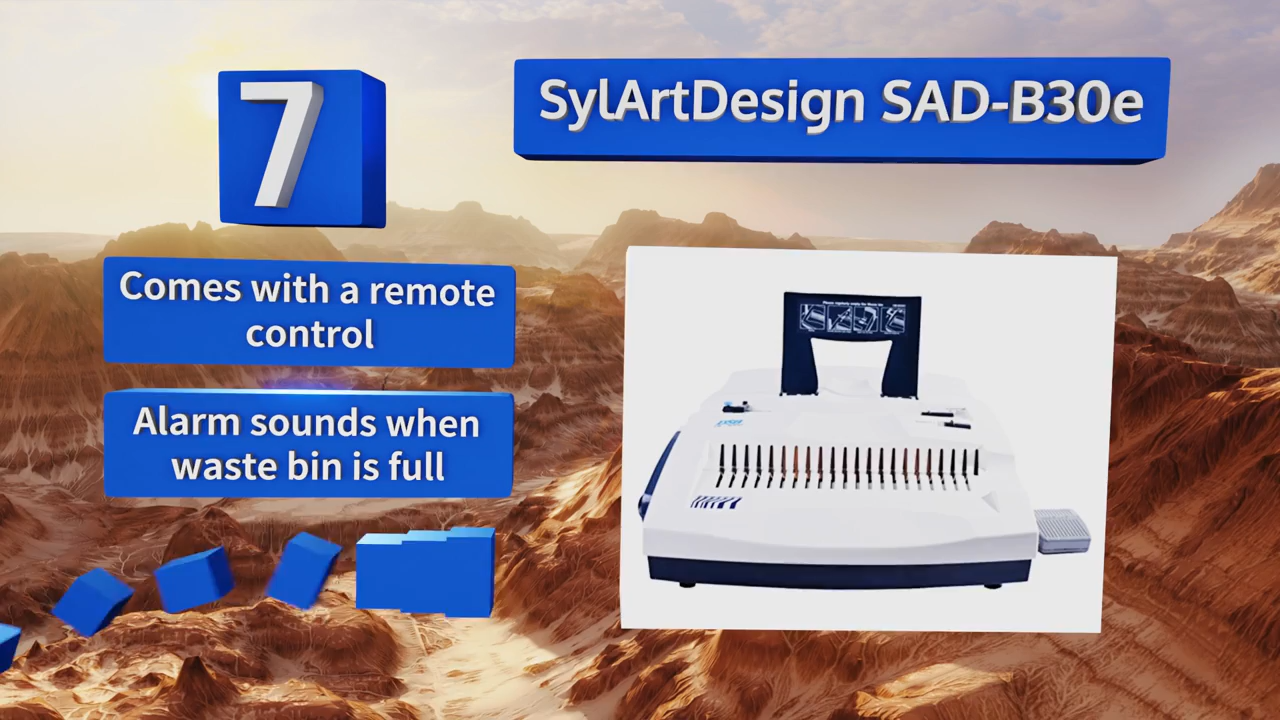 7
SylArtDesign SAD-B30e
Comes with a remote
control
Alarm sounds when
waste bin is full